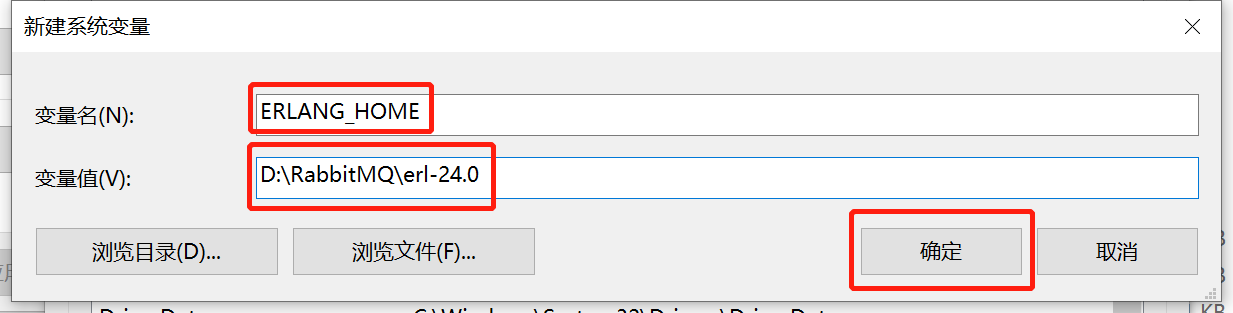 新建系统变量
变量名(N):
ERLANG_HOME
变量值(V):
D:\RabbitMQ\erl-24.0
浏览目录(D)...
浏览文件(F)...
确定
取消
KB